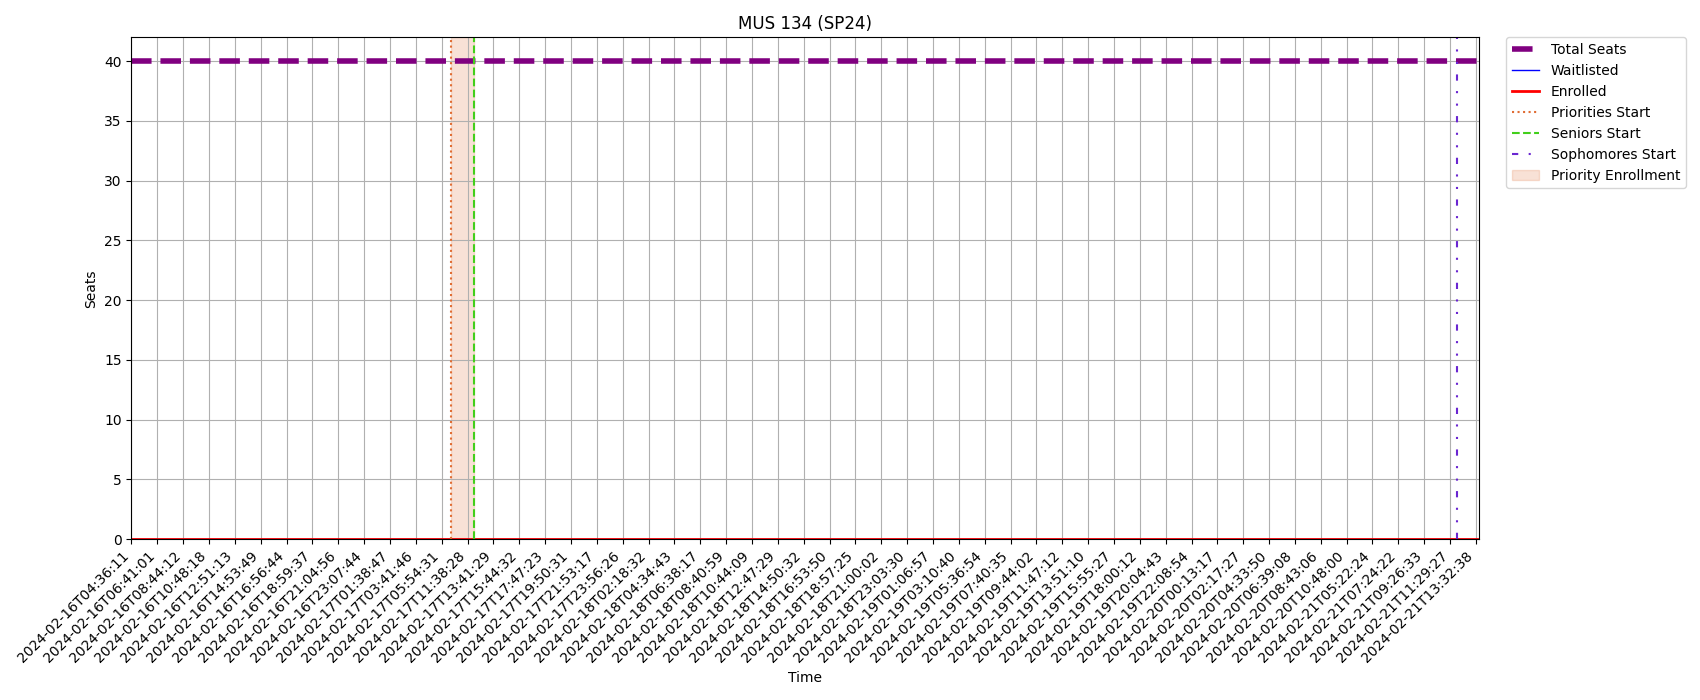 MUS 134 (SP24)
Total Seats
Waitlisted
Enrolled
Priorities Start
Seniors Start
Sophomores Start
Priority Enrollment
Seats
40
35
30
25
20
15
10
5
0
2024-02-16T04:36:11
2024-02-16T06:41:01
2024-02-16T08:44:12
2024-02-16T10:48:18
2024-02-16T12:51:13
2024-02-16T14:53:49
2024-02-16T16:56:44
2024-02-16T18:59:37
2024-02-16T21:04:56
2024-02-16T23:07:44
2024-02-17T01:38:47
2024-02-17T03:41:46
2024-02-17T05:54:31
2024-02-17T11:38:28
2024-02-17T13:41:29
2024-02-17T15:44:32
2024-02-17T17:47:23
2024-02-17T19:50:31
2024-02-17T21:53:17
2024-02-17T23:56:26
2024-02-18T02:18:32
2024-02-18T04:34:43
2024-02-18T06:38:17
2024-02-18T08:40:59
2024-02-18T10:44:09
2024-02-18T12:47:29
2024-02-18T14:50:32
2024-02-18T16:53:50
2024-02-18T18:57:25
2024-02-18T21:00:02
2024-02-18T23:03:30
2024-02-19T01:06:57
2024-02-19T03:10:40
2024-02-19T05:36:54
2024-02-19T07:40:35
2024-02-19T09:44:02
2024-02-19T11:47:12
2024-02-19T13:51:10
2024-02-19T15:55:27
2024-02-19T18:00:12
2024-02-19T20:04:43
2024-02-19T22:08:54
2024-02-20T00:13:17
2024-02-20T02:17:27
2024-02-20T04:33:50
2024-02-20T06:39:08
2024-02-20T08:43:06
2024-02-20T10:48:00
2024-02-21T05:22:24
2024-02-21T07:24:22
2024-02-21T09:26:33
2024-02-21T11:29:27
2024-02-21T13:32:38
Time